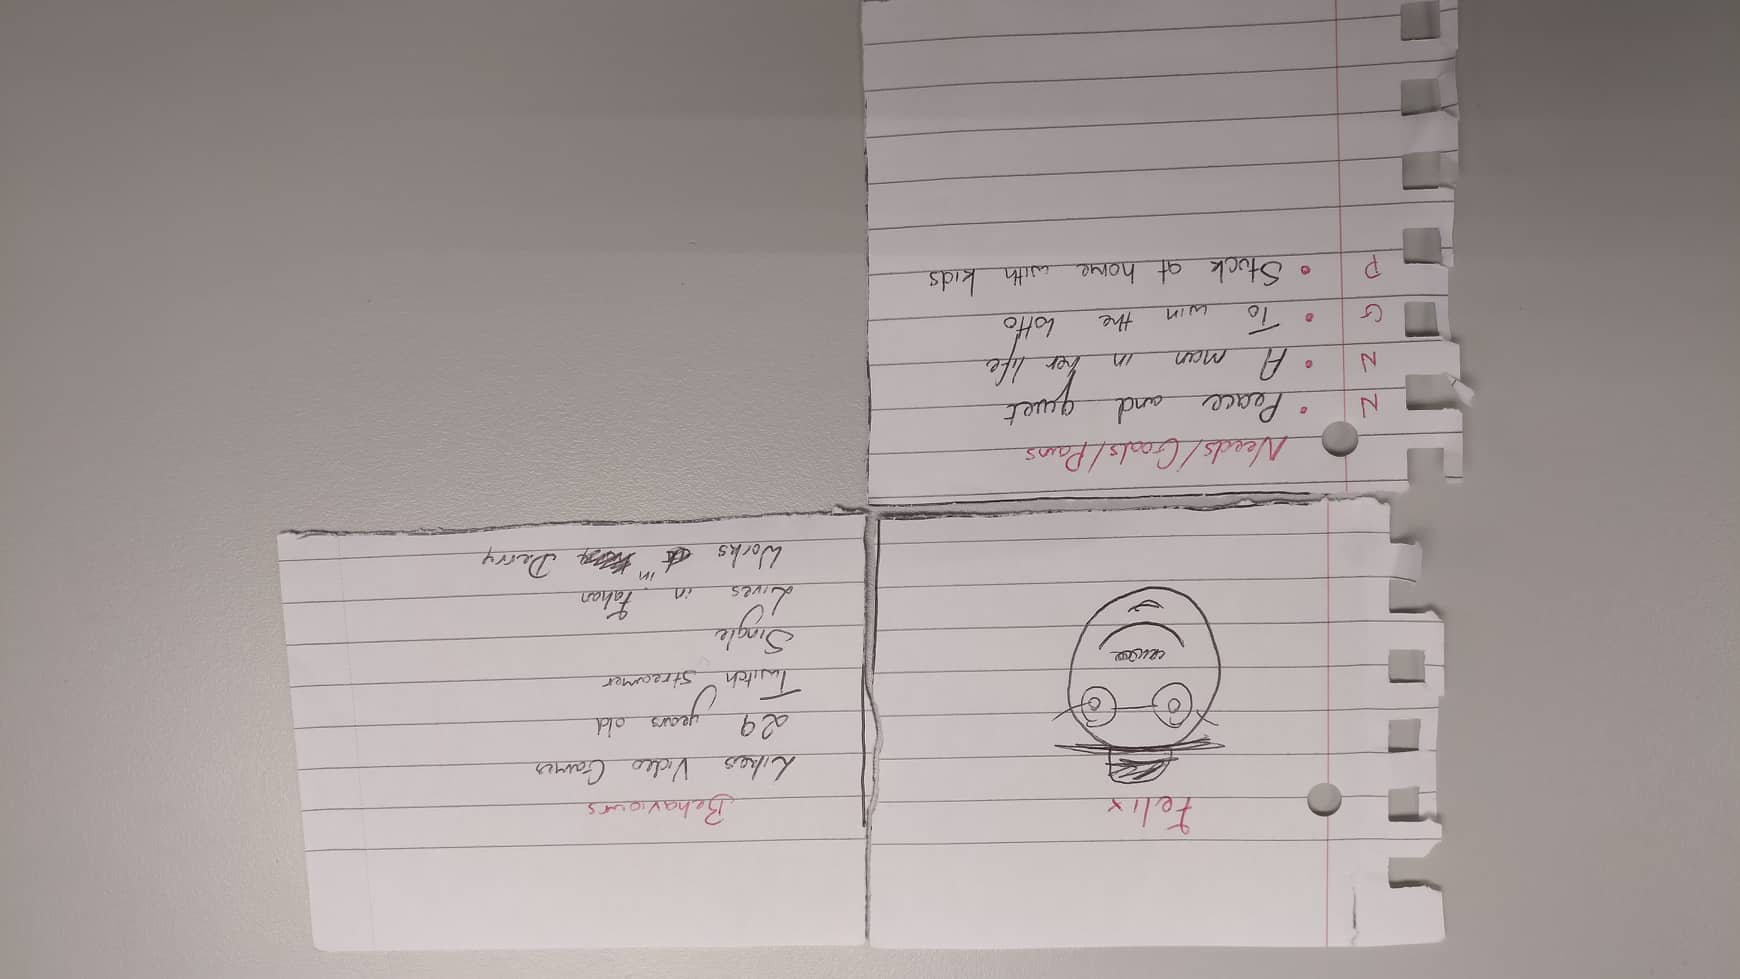 Felix
Behaviours
Likes Video Games
29 years old
Twitch Streamer
Single
Lives in Fahan
Works in Derry
Needs/Goals/Pains
N • Peace and quiet
N • A man in her life
G • To win the lotto
P • Stuck at home with kids